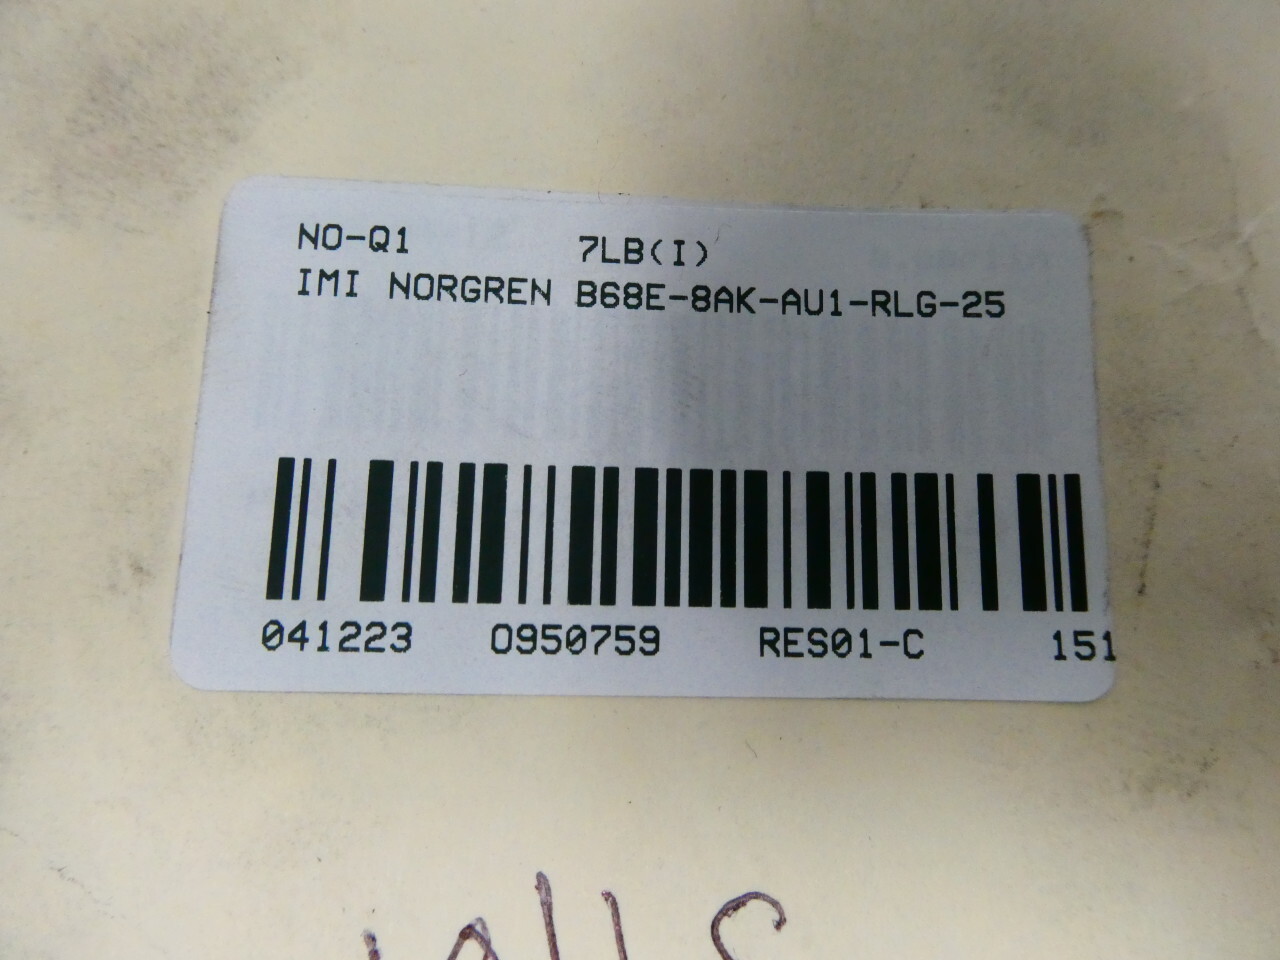 NO-Q1 7LB(I)
IMI NORGREN B68E-8AK-AU1-RLG-25
041223 0950759 RES01-C 151